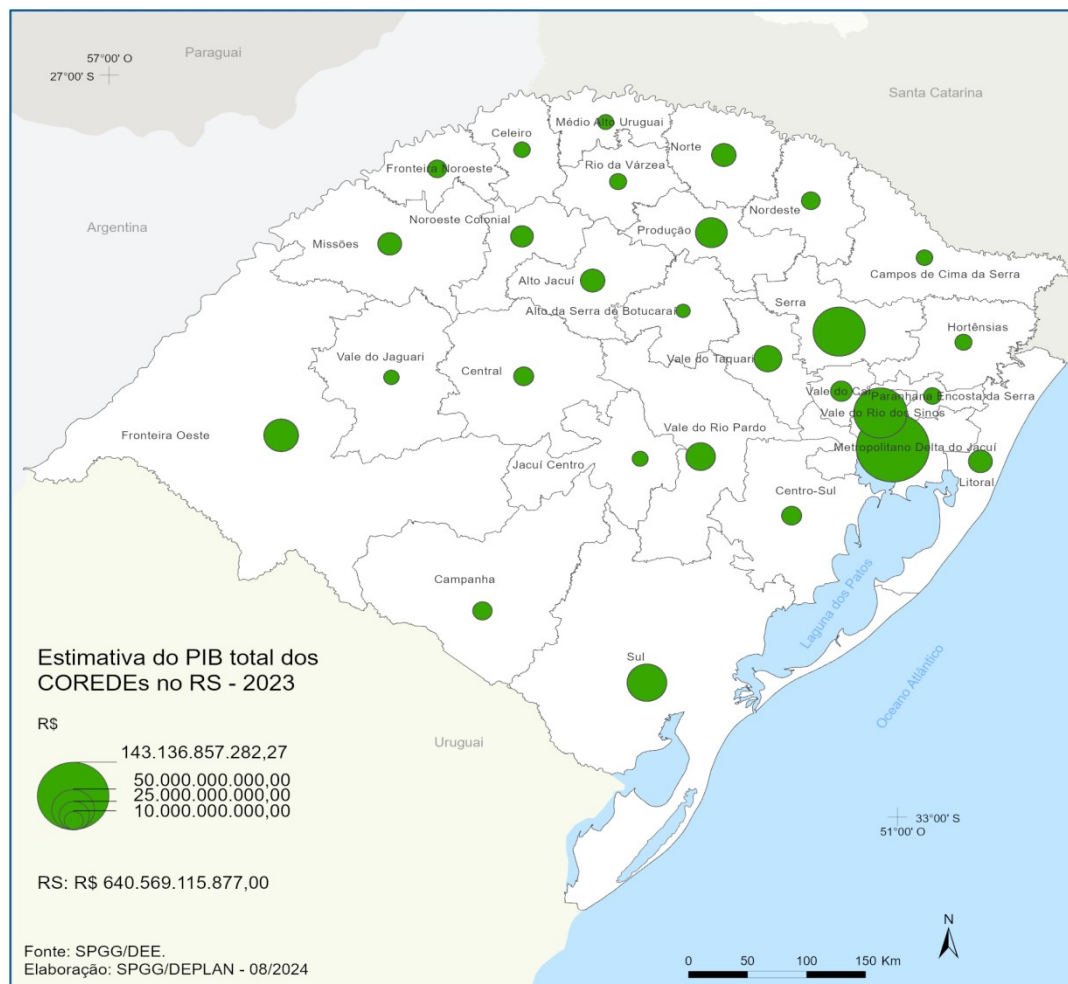 Paraguai
57°00' O
27°00' S
Santa Catarina
Argentina
Médio Alto Uruguai
Celeiro
Norte
Rio da Várzea
Fronteira Noroeste
Nordeste
Noroeste Colonial
Produção
Missões
Campos de Cima da Serra
Alto Jacuí
Serra
Alto da Serra do Botucaraí
Hortênsias
Vale do Jaguari
Central
Vale do Taquari
Vale do Caí
Paranhana Encosta da Serra
Vale do Rio dos Sinos
Fronteira Oeste
Vale do Rio Pardo
Metropolitano Delta do Jacuí
Jacuí Centro
Litoral
Centro-Sul
Campanha
Laguna dos Patos
Sul
Oceano Atlântico
Uruguai
Estimativa do PIB total dos
COREDEs no RS - 2023
R$
143.136.857.282,27
50.000.000.000,00
25.000.000.000,00
10.000.000.000,00
RS: R$ 640.569.115.877,00
33°00' S
51°00' O
N
Fonte: SPGG/DEE.
Elaboração: SPGG/DEPLAN - 08/2024
0 50 100 150 Km